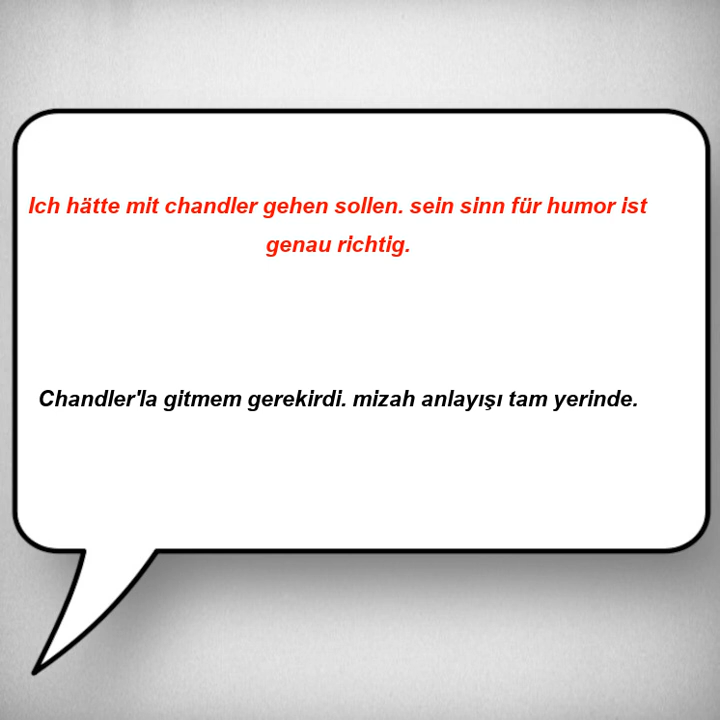 Ich hätte mit chandler gehen sollen. sein sinn für humor ist
genau richtig.
Chandler'la gitmem gerekirdi. mizah anlayışı tam yerinde.